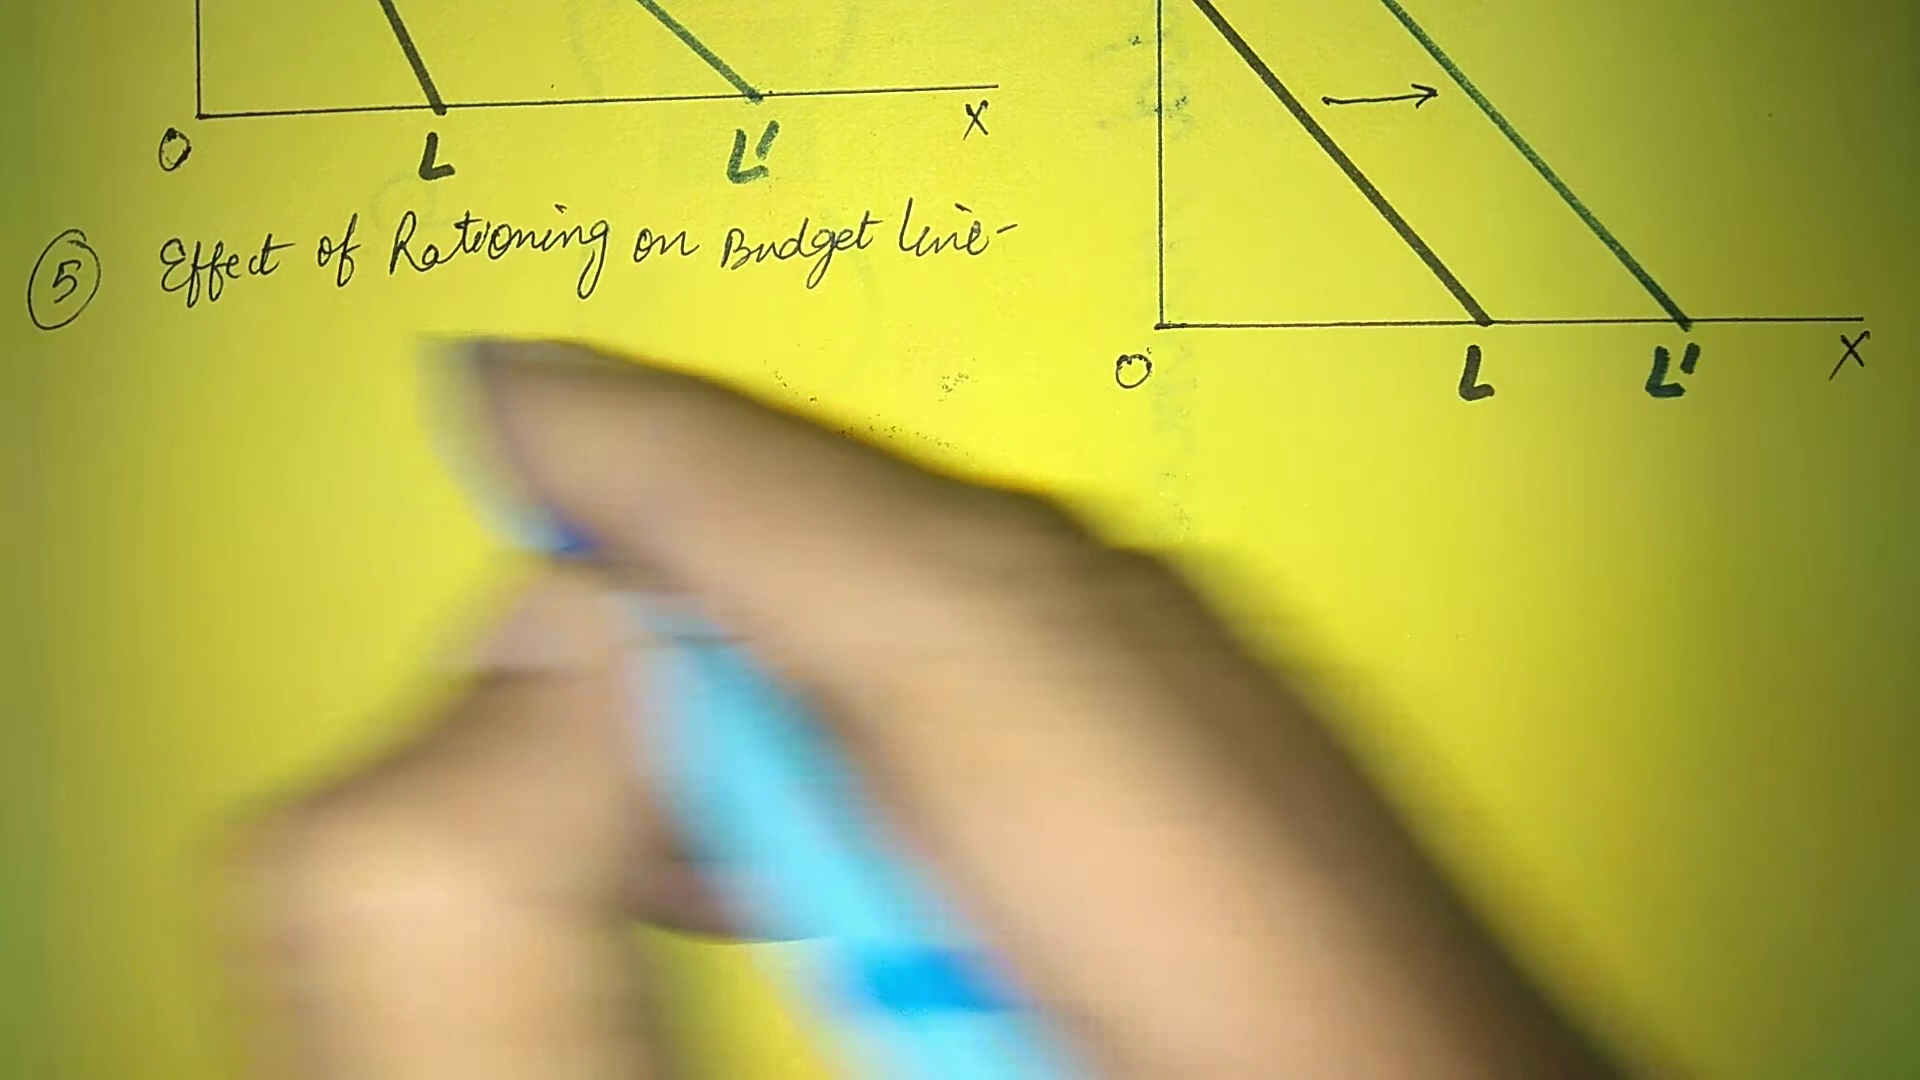 O L L' X
⑤ Effect of Rationing on Budget line-
O L L' X